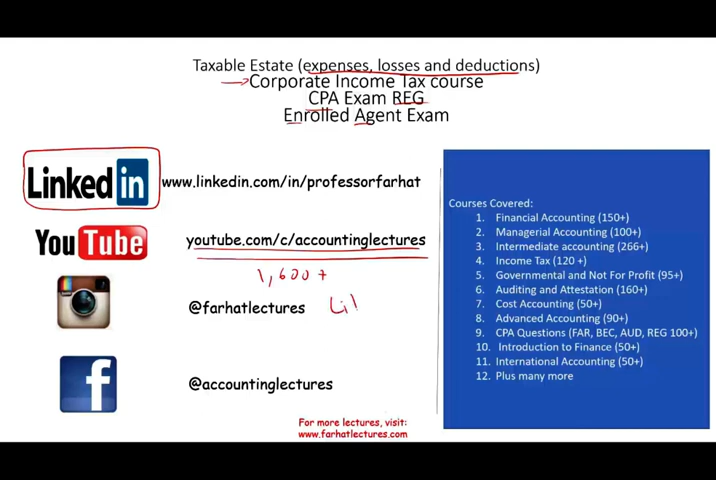 Taxable Estate (expenses, losses and deductions)
Corporate Income Tax course
CPA Exam REG
Enrolled Agent Exam
Linked in
www.linkedin.com/in/professorfarhat
You Tube
youtube.com/c/accountinglectures
1,600 +
@farhatlectures
f
@accountinglectures
For more lectures, visit:
www.farhatlectures.com
Courses Covered:
1. Financial Accounting (150+)
2. Managerial Accounting (100+)
3. Intermediate accounting (266+)
4. Income Tax (120 +)
5. Governmental and Not For Profit (95+)
6. Auditing and Attestation (160+)
7. Cost Accounting (50+)
8. Advanced Accounting (90+)
9. CPA Questions (FAR, BEC, AUD, REG 100+)
10. Introduction to Finance (50+)
11. International Accounting (50+)
12. Plus many more